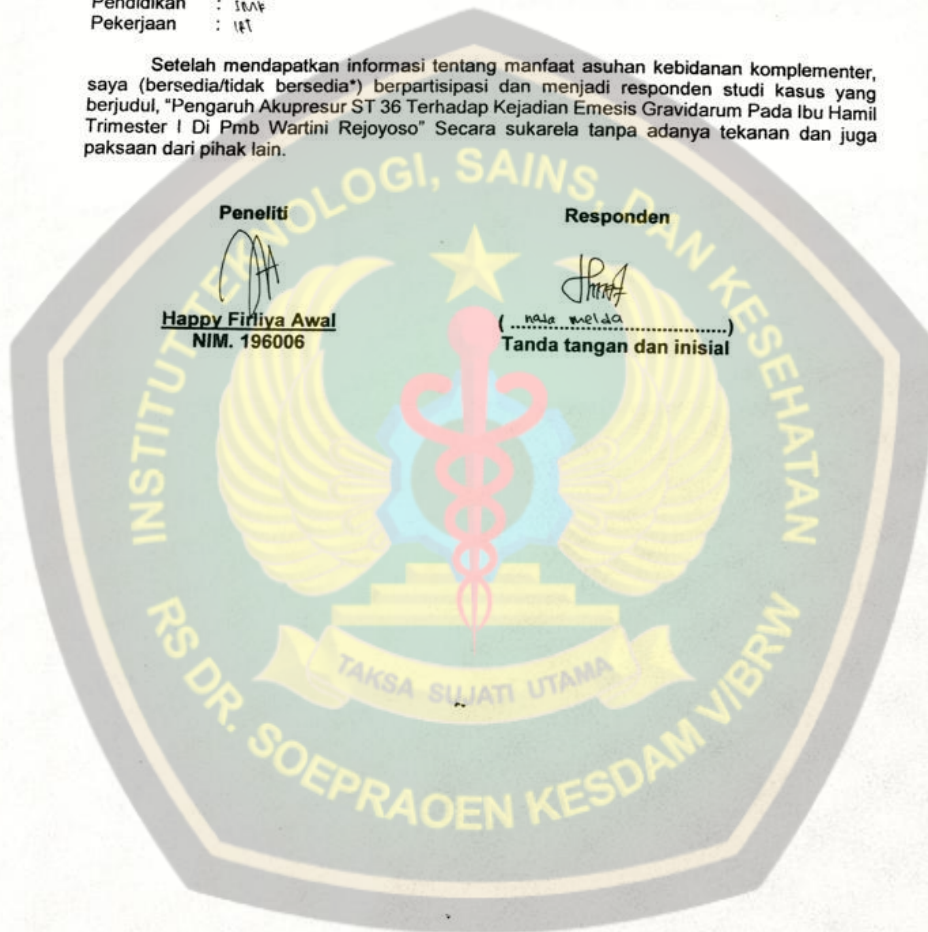 Pendidikan : SMK
Pekerjaan : IRT
Setelah mendapatkan informasi tentang manfaat asuhan kebidanan komplementer,
saya (bersedia/tidak bersedia*) berpartisipasi dan menjadi responden studi kasus yang
berjudul, "Pengaruh Akupresur ST 36 Terhadap Kejadian Emesis Gravidarum Pada Ibu Hamil
Trimester I Di Pmb Wartini Rejoyoso" Secara sukarela tanpa adanya tekanan dan juga
paksaan dari pihak lain.
Peneliti Responden
Happy Firliya Awal
NIM. 196006
( ..... melda ..... )
Tanda tangan dan inisial
INSTITUT TEKNOLOGI, SAINS, DAN KESEHATAN
TAKSA SUJATI UTAMA
RS DR. SOEPRAOEN KESDAM V/BRW